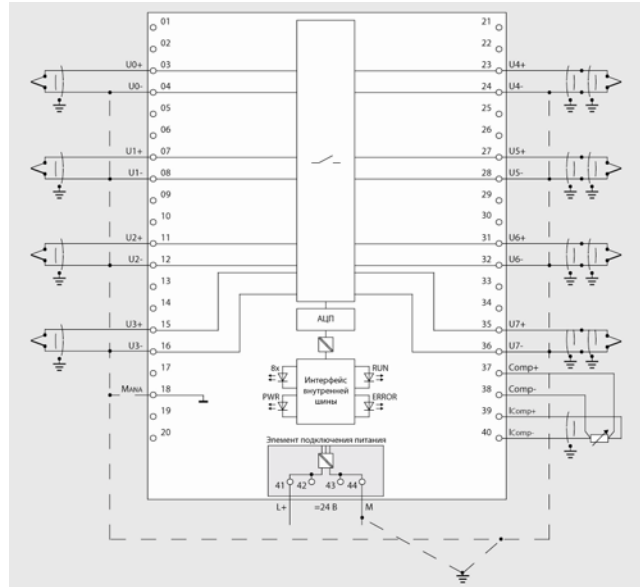 01 21
02 22
U0+ 03 23 U4+
U0- 04 24 U4-
05 25
06 26
U1+ 07 27 U5+
U1- 08 28 U5-
09 29
10 30
U2+ 11 31 U6+
U2- 12 32 U6-
13 33
14 34
U3+ 15 АЦП 35 U7+
U3- 16 36 U7-
17 Вх RUN 37 Comp+
MANA 18 Интерфейс внутренней шины 38 Comp-
19 PWR ERROR 39 IComp+
20 40 IComp-
Элемент подключения питания
41 42 43 44
L+ =24 В M